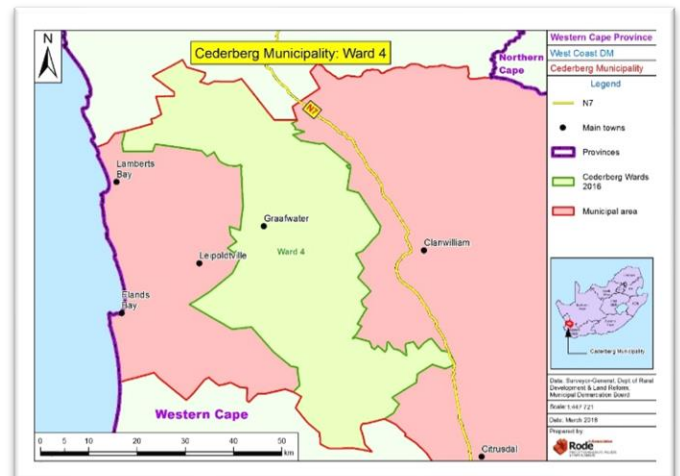 N
Cederberg Municipality: Ward 4
Northern
Cape
N7
Lamberts
Bay
Graafwater
Clanwilliam
Leipoldtville
Ward 4
Elands
Bay
Western Cape
Citrusdal
0 5 10 20 30 40 50
km
Western Cape Province
West Coast DM
Cederberg Municipality
Legend
N7
Main towns
Provinces
Cederberg Wards
2016
Municipal area
Cederberg Municipality
Data: Surveyor-General, Dept of Rural
Development & Land Reform,
Municipal Demarcation Board
Date: March 2018
Prepared by
Rode